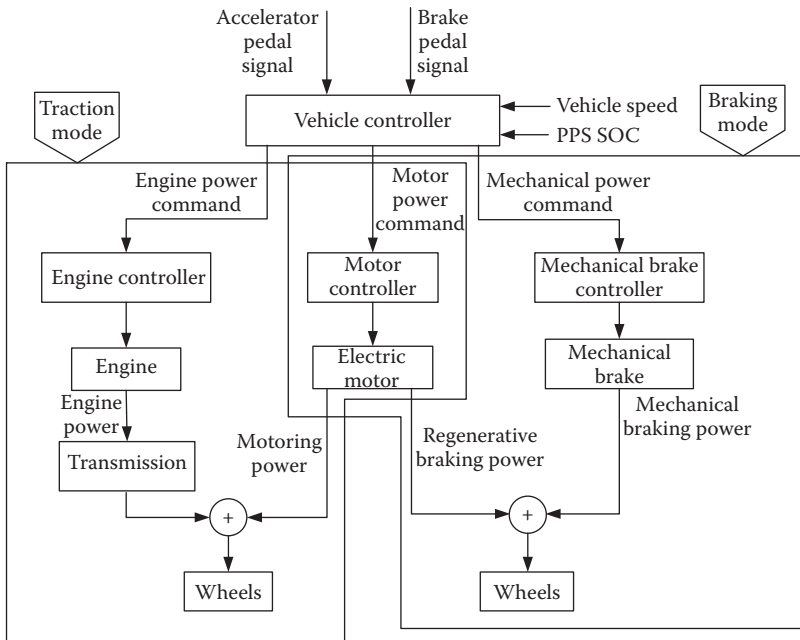 Accelerator
pedal
signal
Brake
pedal
signal
Traction
mode
Vehicle controller
Vehicle speed
PPS SOC
Braking
mode
Engine power
command
Motor
power
command
Mechanical power
command
Engine controller
Motor
controller
Mechanical brake
controller
Engine
Electric
motor
Mechanical
brake
Engine
power
Motoring
power
Regenerative
braking power
Mechanical
braking power
Transmission
+
+
Wheels
Wheels